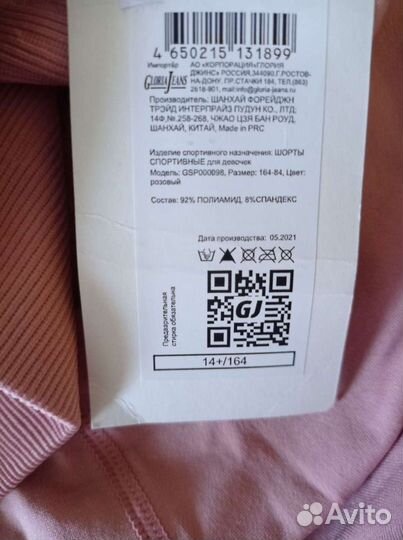 4 650215 131899
Импортёр
GLORIA JEANS
АО «КОРПОРАЦИЯ«ГЛОРИЯ
ДЖИНС» РОССИЯ,344090,Г.РОСТОВ-
НА-ДОНУ, ПР.СТАЧКИ 184, ТЕЛ.(863)
2618-901, mail:info@gloria-jeans.ru
Производитель: ШАНХАЙ ФОРЕЙДЖН
ТРЭЙД ИНТЕРПРАЙЗ ПУДУН КО., ЛТД,
14Ф,№.258-268, ЧЖАО ЦЗЯ БАН РОУД,
ШАНХАЙ, КИТАЙ, Made in PRC
Изделие спортивного назначения: ШОРТЫ
СПОРТИВНЫЕ для девочек
Модель: GSP000098, Размер: 164-84, Цвет:
розовый
Состав: 92% ПОЛИАМИД, 8%СПАНДЕКС
Дата производства: 05.2021
Предварительная
стирка обязательна
GJ
14+/164
Avito